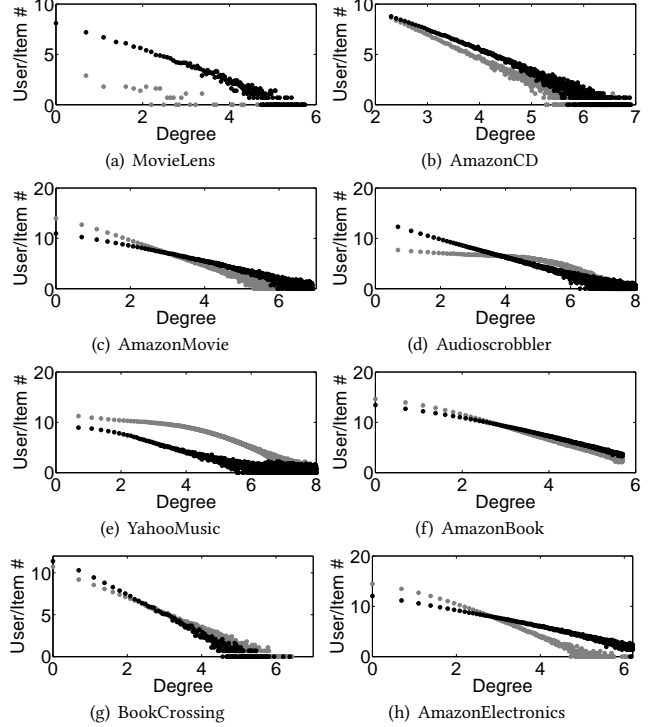 User/Item #
10
5
0
0
2
4
6
Degree
(a) MovieLens
User/Item #
10
5
0
2
3
4
5
6
7
Degree
(b) AmazonCD
User/Item #
20
10
0
0
2
4
6
Degree
(c) AmazonMovie
User/Item #
20
10
0
0
2
4
6
8
Degree
(d) Audioscrobbler
User/Item #
20
10
0
0
2
4
6
8
Degree
(e) YahooMusic
User/Item #
20
10
0
0
2
4
6
Degree
(f) AmazonBook
User/Item #
10
5
0
0
2
4
6
Degree
(g) BookCrossing
User/Item #
20
10
0
0
2
4
6
Degree
(h) AmazonElectronics